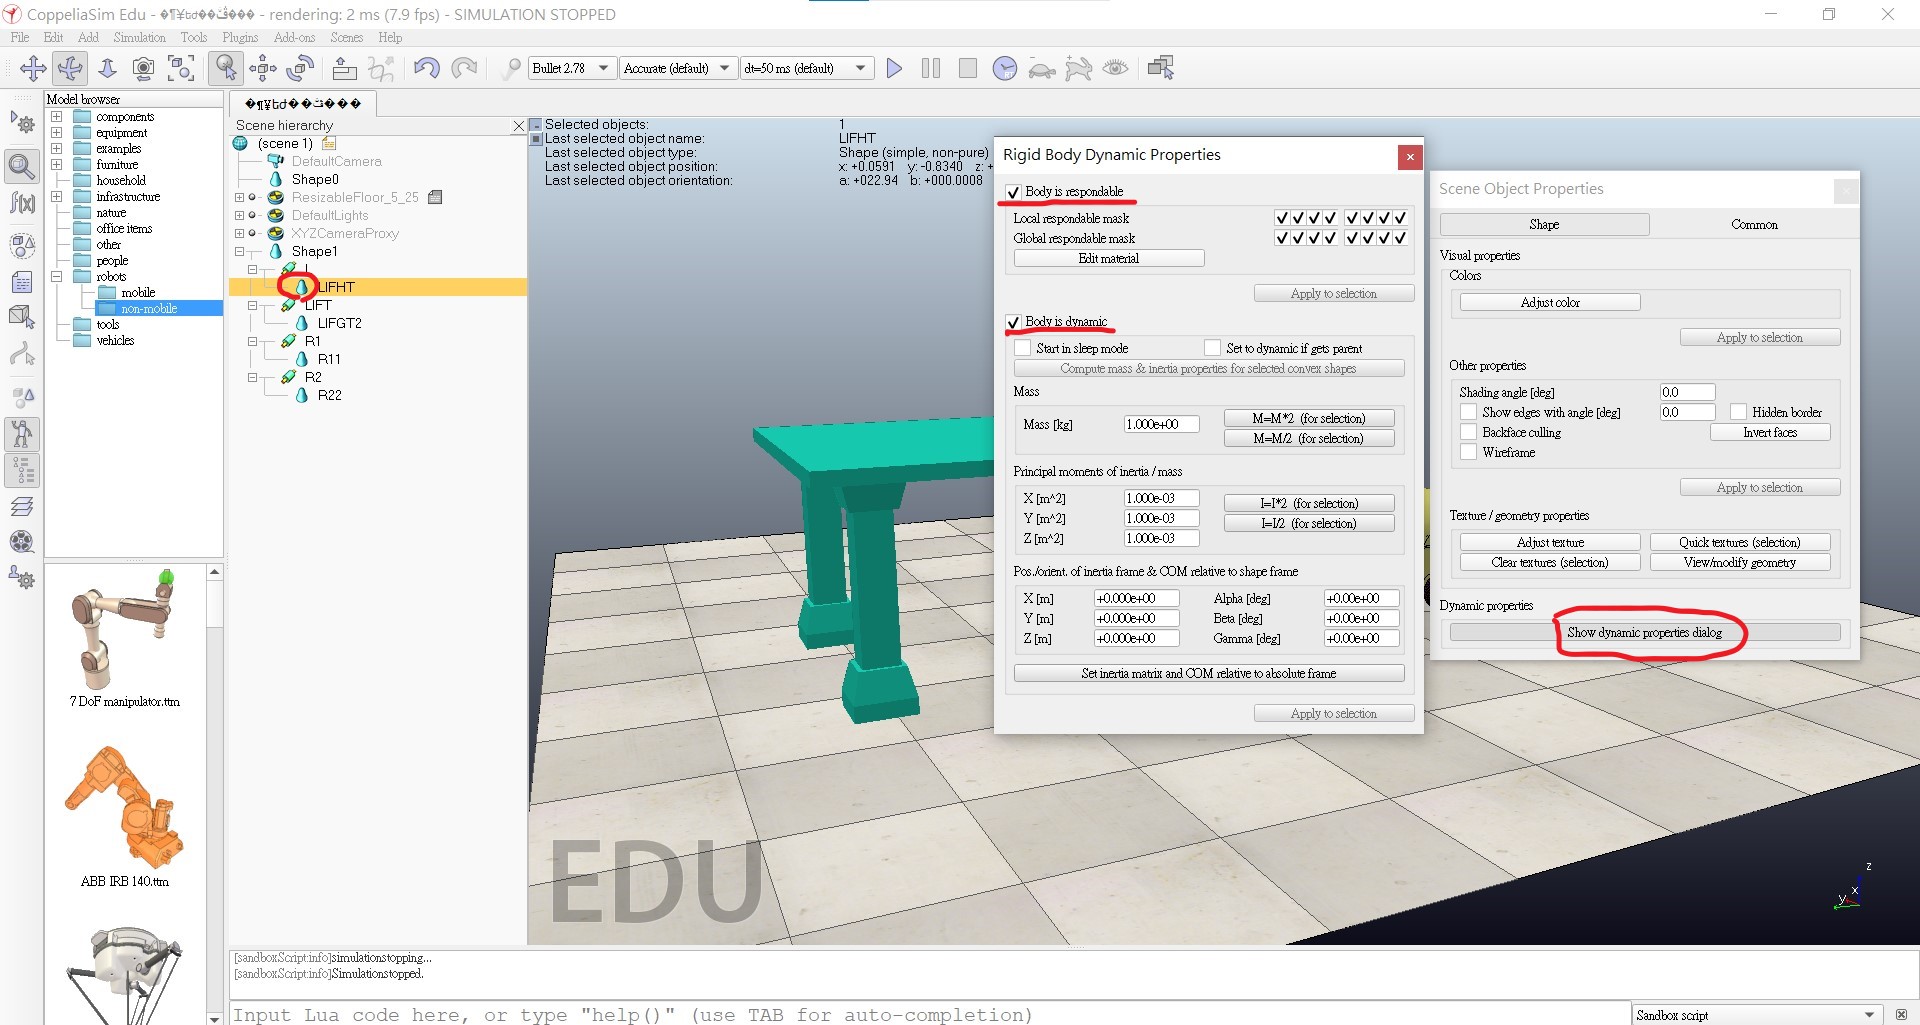 CoppeliaSim Edu - rendering: 2 ms (7.9 fps) - SIMULATION STOPPED
File Edit Add Simulation Tools Plugins Add-ons Scenes Help
Bullet 2.78 Accurate (default) dt=50 ms (default)
Model browser
components
equipment
examples
furniture
household
infrastructure
nature
office items
other
people
robots
mobile
non-mobile
tools
vehicles
7 DoF manipulator.ttm
ABB IRB 140.ttm
Scene hierarchy
(scene 1)
DefaultCamera
Shape0
ResizableFloor_5_25
DefaultLights
XYZCameraProxy
Shape1
LIFHT
LIFT
LIFGT2
R1
R11
R2
R22
Selected objects: 1
Last selected object name: LIFHT
Last selected object type: Shape (simple, non-pure)
Last selected object position: x: +0.0591 y: -0.8340 z: +
Last selected object orientation: a: +022.94 b: +000.0008
EDU
Rigid Body Dynamic Properties
Body is respondable
Local respondable mask
Global respondable mask
Edit material
Apply to selection
Body is dynamic
Start in sleep mode Set to dynamic if gets parent
Compute mass & inertia properties for selected convex shapes
Mass
Mass [kg] 1.000e+00 M=M*2 (for selection)
M=M/2 (for selection)
Principal moments of inertia / mass
X [m^2] 1.000e-03 I=I*2 (for selection)
Y [m^2] 1.000e-03 I=I/2 (for selection)
Z [m^2] 1.000e-03
Pos./orient. of inertia frame & COM relative to shape frame
X [m] +0.000e+00 Alpha [deg] +0.00e+00
Y [m] +0.000e+00 Beta [deg] +0.00e+00
Z [m] +0.000e+00 Gamma [deg] +0.00e+00
Set inertia matrix and COM relative to absolute frame
Apply to selection
Scene Object Properties
Shape Common
Visual properties
Colors
Adjust color
Apply to selection
Other properties
Shading angle [deg] 0.0
Show edges with angle [deg] 0.0 Hidden border
Backface culling Invert faces
Wireframe
Apply to selection
Texture / geometry properties
Adjust texture Quick textures (selection)
Clear textures (selection) View/modify geometry
Dynamic properties
Show dynamic properties dialog
z
x
y
[sandboxScript:info]simulationstopping...
[sandboxScript:info]Simulationstopped.
Input Lua code here, or type "help()" (use TAB for auto-completion)
Sandbox script